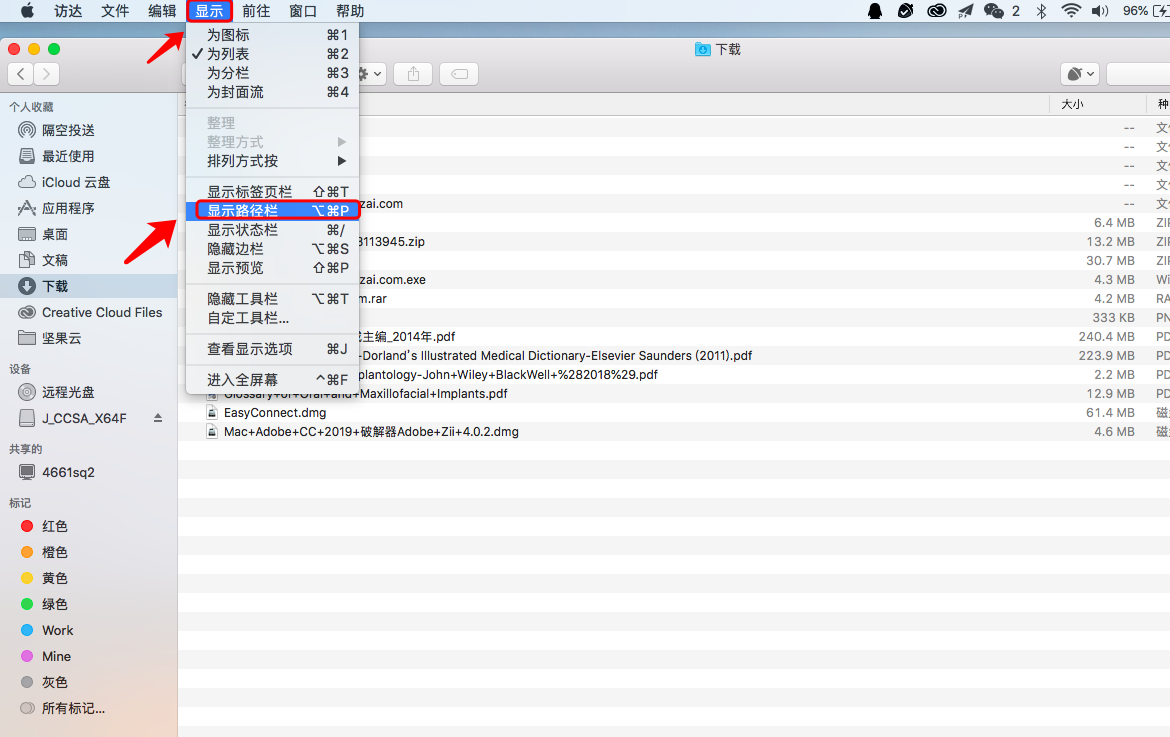 访达 文件 编辑 显示 前往 窗口 帮助 2 96%
下载
为图标 ⌘1
为列表 ⌘2
为分栏 ⌘3
为封面流 ⌘4
整理
整理方式
排列方式按
显示标签页栏 ⇧⌘T
显示路径栏 ⌥⌘P
显示状态栏 ⌘/
隐藏边栏 ⌥⌘S
显示预览 ⇧⌘P
隐藏工具栏 ⌥⌘T
自定工具栏...
查看显示选项 ⌘J
进入全屏幕 ^⌘F
个人收藏
隔空投送
最近使用
iCloud 云盘
应用程序
桌面
文稿
下载
Creative Cloud Files
坚果云
设备
远程光盘
J_CCSA_X64F
共享的
4661sq2
标记
红色
橙色
黄色
绿色
Work
Mine
灰色
所有标记...
大小 种
-- 文
-- 文
-- 文
-- 文
zai.com -- 文
6.4 MB ZIP
3113945.zip 13.2 MB ZIP
30.7 MB ZIP
zai.com.exe 4.3 MB Wi
m.rar 4.2 MB RA
333 KB PN
主编_2014年.pdf 240.4 MB PD
-Dorland's Illustrated Medical Dictionary-Elsevier Saunders (2011).pdf 223.9 MB PD
plantology-John+Wiley+BlackWell+%282018%29.pdf 2.2 MB PD
Glossary+of+Oral+and+Maxillofacial+Implants.pdf 12.9 MB PD
EasyConnect.dmg 61.4 MB 磁
Mac+Adobe+CC+2019+破解器Adobe+Zii+4.0.2.dmg 4.6 MB 磁